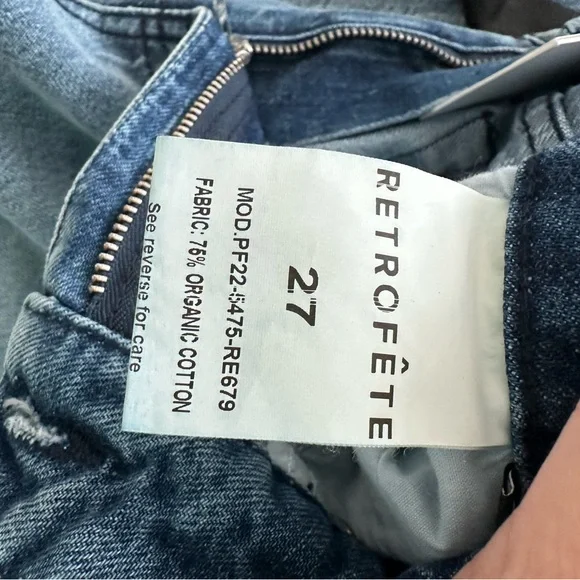 RETROFÊTE
27
MOD.PF22-5475-RE679
FABRIC: 76% ORGANIC COTTON
See reverse for care